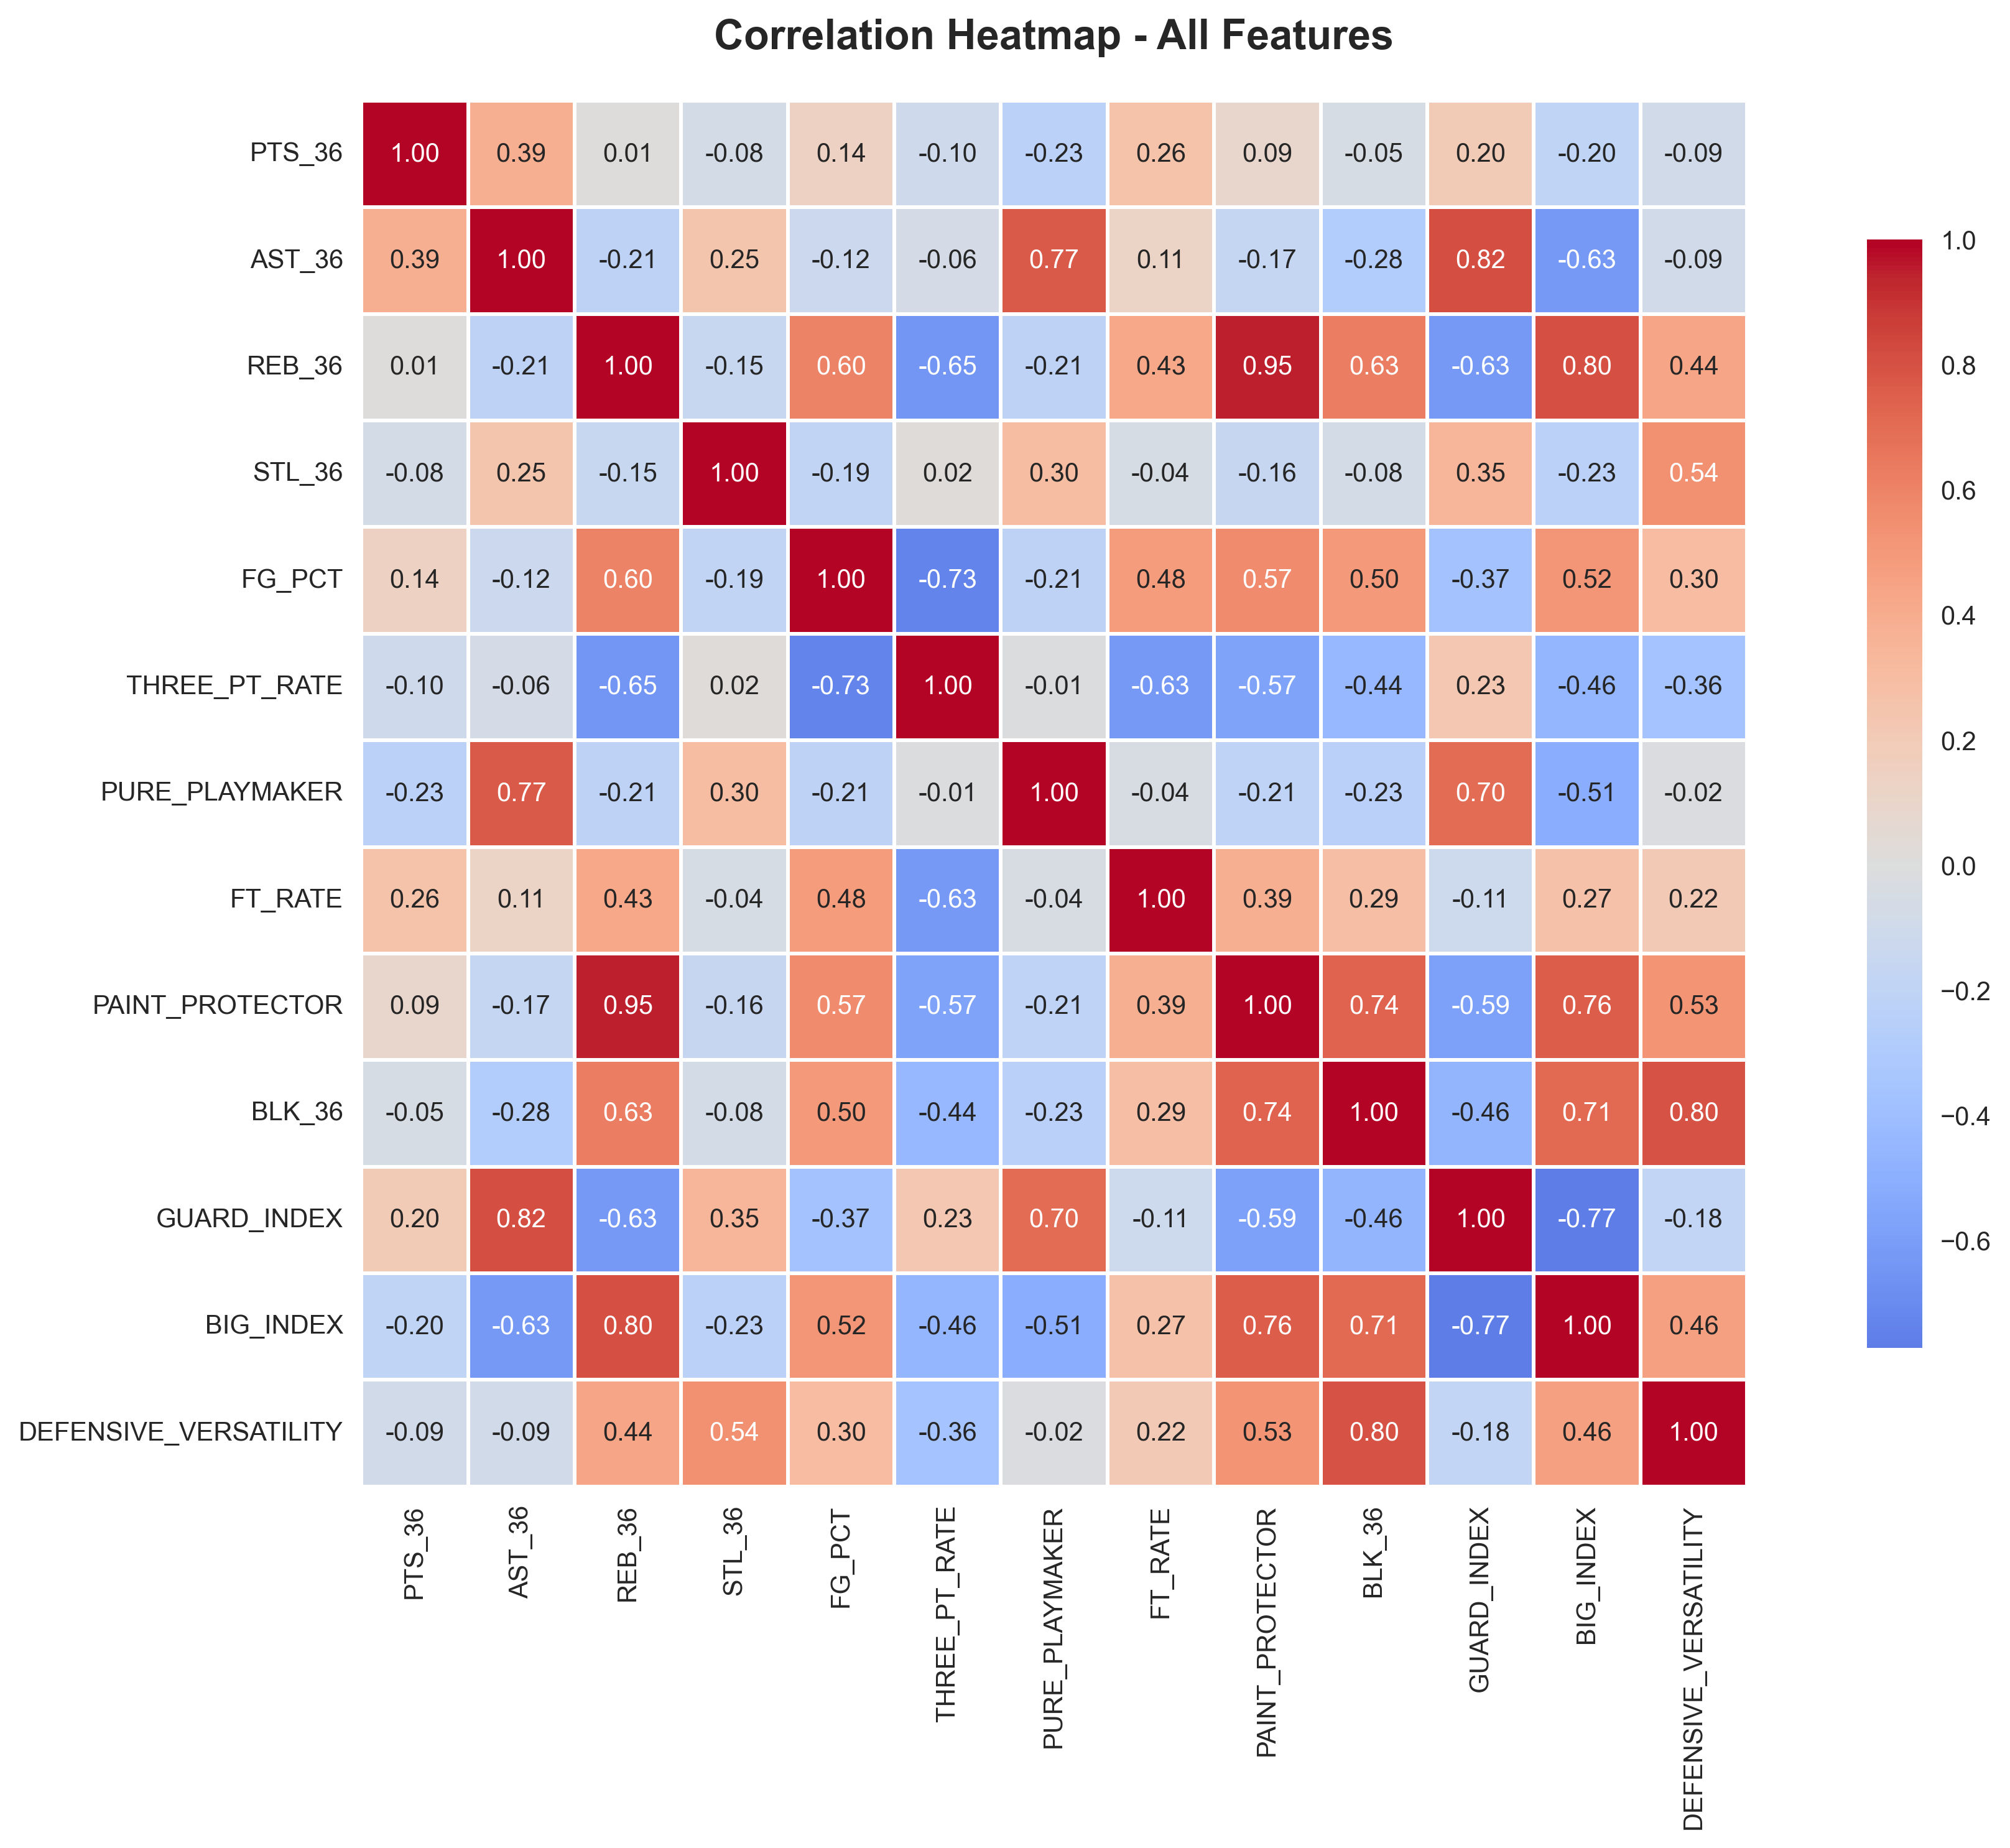 Correlation Heatmap - All Features
PTS_36 1.00 0.39 0.01 -0.08 0.14 -0.10 -0.23 0.26 0.09 -0.05 0.20 -0.20 -0.09
AST_36 0.39 1.00 -0.21 0.25 -0.12 -0.06 0.77 0.11 -0.17 -0.28 0.82 -0.63 -0.09
REB_36 0.01 -0.21 1.00 -0.15 0.60 -0.65 -0.21 0.43 0.95 0.63 -0.63 0.80 0.44
STL_36 -0.08 0.25 -0.15 1.00 -0.19 0.02 0.30 -0.04 -0.16 -0.08 0.35 -0.23 0.54
FG_PCT 0.14 -0.12 0.60 -0.19 1.00 -0.73 -0.21 0.48 0.57 0.50 -0.37 0.52 0.30
THREE_PT_RATE -0.10 -0.06 -0.65 0.02 -0.73 1.00 -0.01 -0.63 -0.57 -0.44 0.23 -0.46 -0.36
PURE_PLAYMAKER -0.23 0.77 -0.21 0.30 -0.21 -0.01 1.00 -0.04 -0.21 -0.23 0.70 -0.51 -0.02
FT_RATE 0.26 0.11 0.43 -0.04 0.48 -0.63 -0.04 1.00 0.39 0.29 -0.11 0.27 0.22
PAINT_PROTECTOR 0.09 -0.17 0.95 -0.16 0.57 -0.57 -0.21 0.39 1.00 0.74 -0.59 0.76 0.53
BLK_36 -0.05 -0.28 0.63 -0.08 0.50 -0.44 -0.23 0.29 0.74 1.00 -0.46 0.71 0.80
GUARD_INDEX 0.20 0.82 -0.63 0.35 -0.37 0.23 0.70 -0.11 -0.59 -0.46 1.00 -0.77 -0.18
BIG_INDEX -0.20 -0.63 0.80 -0.23 0.52 -0.46 -0.51 0.27 0.76 0.71 -0.77 1.00 0.46
DEFENSIVE_VERSATILITY -0.09 -0.09 0.44 0.54 0.30 -0.36 -0.02 0.22 0.53 0.80 -0.18 0.46 1.00
PTS_36
AST_36
REB_36
STL_36
FG_PCT
THREE_PT_RATE
PURE_PLAYMAKER
FT_RATE
PAINT_PROTECTOR
BLK_36
GUARD_INDEX
BIG_INDEX
DEFENSIVE_VERSATILITY
1.0
0.8
0.6
0.4
0.2
0.0
−0.2
−0.4
−0.6